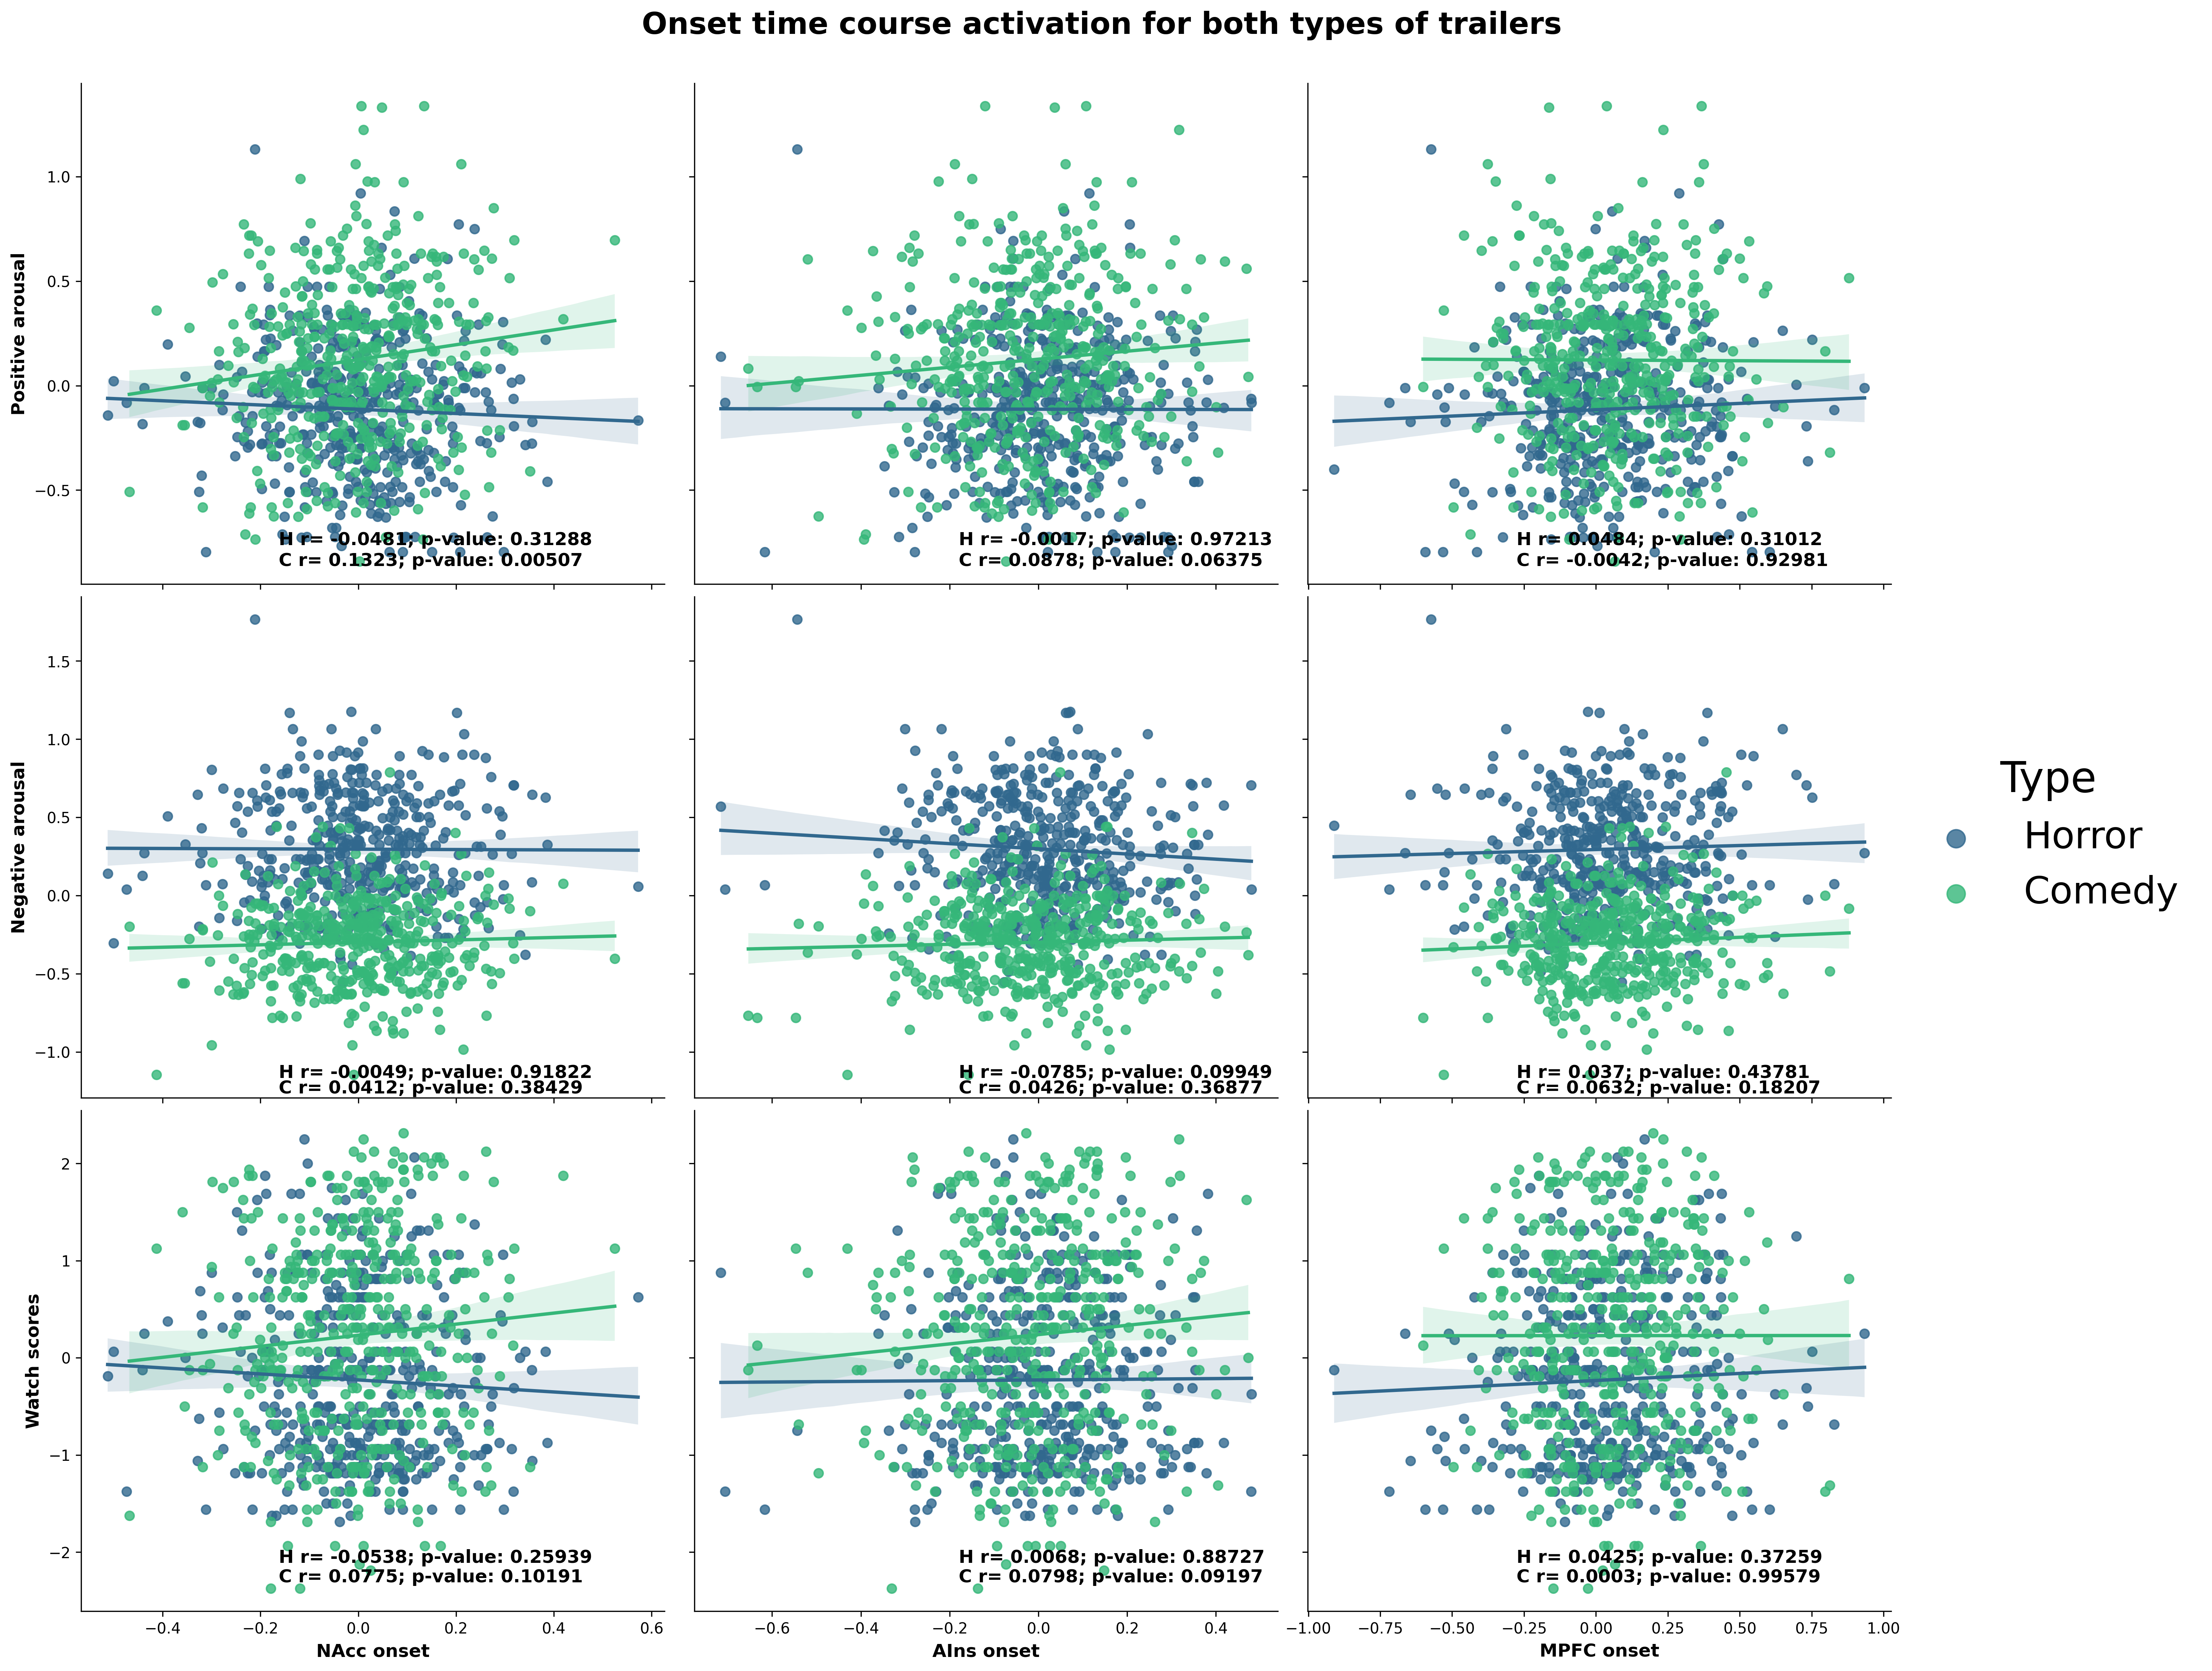 Onset time course activation for both types of trailers
Positive arousal
1.0
0.5
0.0
−0.5
H r= -0.0481; p-value: 0.31288
C r= 0.1323; p-value: 0.00507
H r= -0.0017; p-value: 0.97213
C r= 0.0878; p-value: 0.06375
H r= 0.0484; p-value: 0.31012
C r= -0.0042; p-value: 0.92981
Negative arousal
1.5
1.0
0.5
0.0
−0.5
−1.0
H r= -0.0049; p-value: 0.91822
C r= 0.0412; p-value: 0.38429
H r= -0.0785; p-value: 0.09949
C r= 0.0426; p-value: 0.36877
H r= 0.037; p-value: 0.43781
C r= 0.0632; p-value: 0.18207
Type
Horror
Comedy
Watch scores
2
1
0
−1
−2
H r= -0.0538; p-value: 0.25939
C r= 0.0775; p-value: 0.10191
H r= 0.0068; p-value: 0.88727
C r= 0.0798; p-value: 0.09197
H r= 0.0425; p-value: 0.37259
C r= 0.0003; p-value: 0.99579
−0.4 −0.2 0.0 0.2 0.4 0.6
NAcc onset
−0.6 −0.4 −0.2 0.0 0.2 0.4
AIns onset
−1.00 −0.75 −0.50 −0.25 0.00 0.25 0.50 0.75 1.00
MPFC onset